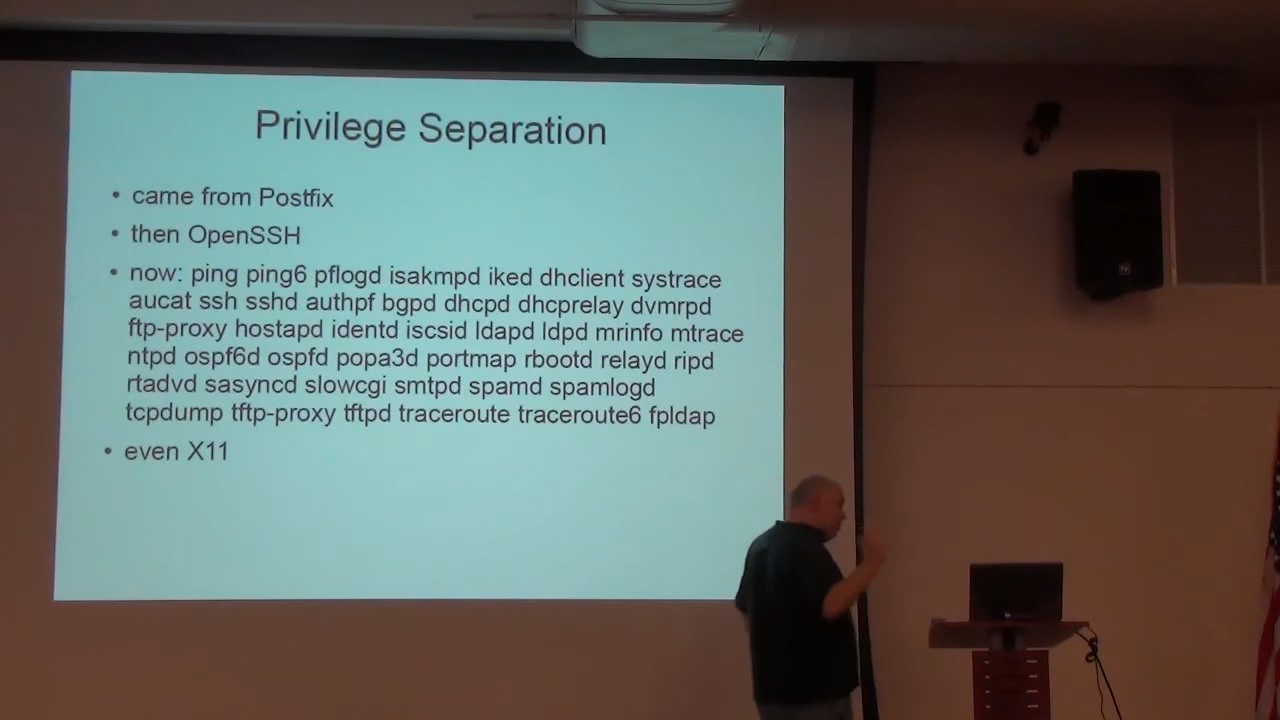 Privilege Separation
• came from Postfix
• then OpenSSH
• now: ping ping6 pflogd isakmpd iked dhclient systrace
aucat ssh sshd authpf bgpd dhcpd dhcprelay dvmrpd
ftp-proxy hostapd identd iscsid ldapd ldpd mrinfo mtrace
ntpd ospf6d ospfd popa3d portmap rbootd relayd ripd
rtadvd sasyncd slowcgi smtpd spamd spamlogd
tcpdump tftp-proxy tftpd traceroute traceroute6 fpldap
• even X11